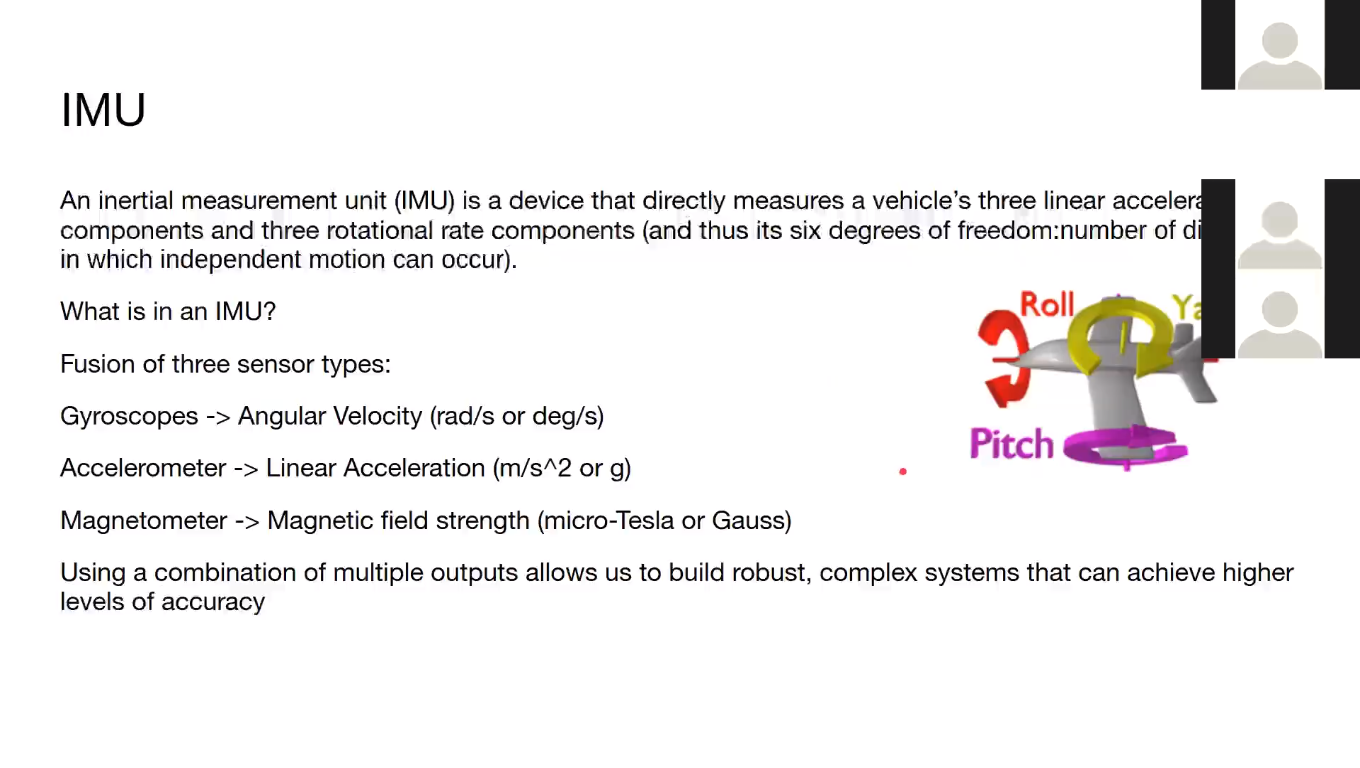 IMU
An inertial measurement unit (IMU) is a device that directly measures a vehicle’s three linear
components and three rotational rate components (and thus its six degrees of freedom:number of
in which independent motion can occur).
What is in an IMU?
Roll
Fusion of three sensor types:
Gyroscopes -> Angular Velocity (rad/s or deg/s)
Pitch
Accelerometer -> Linear Acceleration (m/s^2 or g)
Magnetometer -> Magnetic field strength (micro-Tesla or Gauss)
Using a combination of multiple outputs allows us to build robust, complex systems that can achieve higher
levels of accuracy